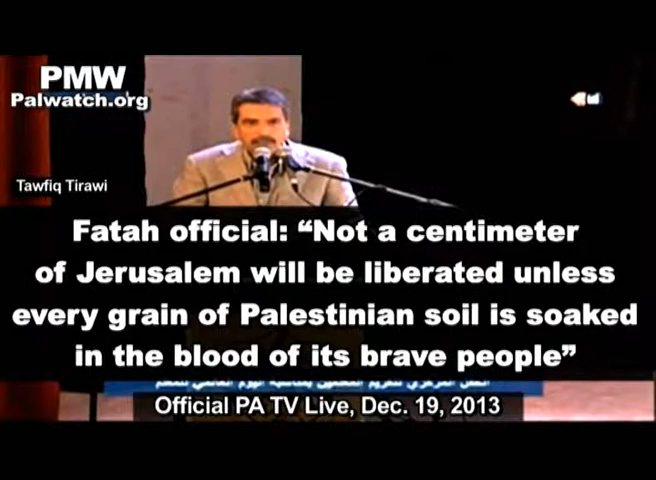 PMW
Palwatch.org
Tawfiq Tirawi
Fatah official: “Not a centimeter
of Jerusalem will be liberated unless
every grain of Palestinian soil is soaked
in the blood of its brave people”
Official PA TV Live, Dec. 19, 2013